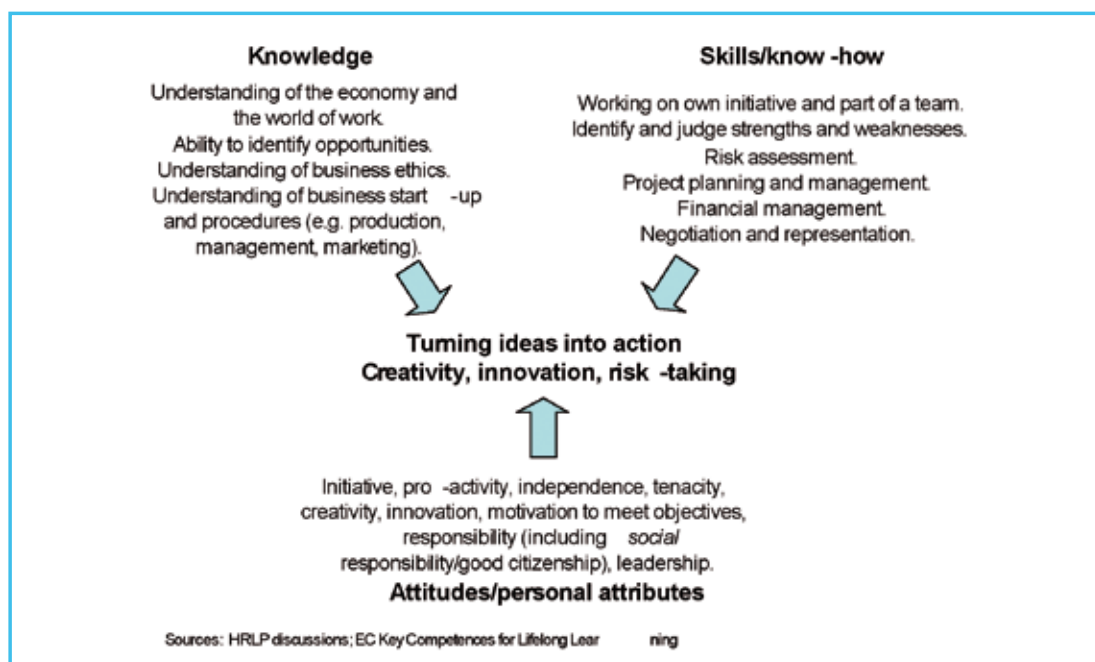 Knowledge
Understanding of the economy and
the world of work.
Ability to identify opportunities.
Understanding of business ethics.
Understanding of business start -up
and procedures (e.g. production,
management, marketing).
Skills/know -how
Working on own initiative and part of a team.
Identify and judge strengths and weaknesses.
Risk assessment.
Project planning and management.
Financial management.
Negotiation and representation.
Turning ideas into action
Creativity, innovation, risk -taking
Initiative, pro -activity, independence, tenacity,
creativity, innovation, motivation to meet objectives,
responsibility (including social
responsibility/good citizenship), leadership.
Attitudes/personal attributes
Sources: HRLP discussions; EC Key Competences for Lifelong Lear ning